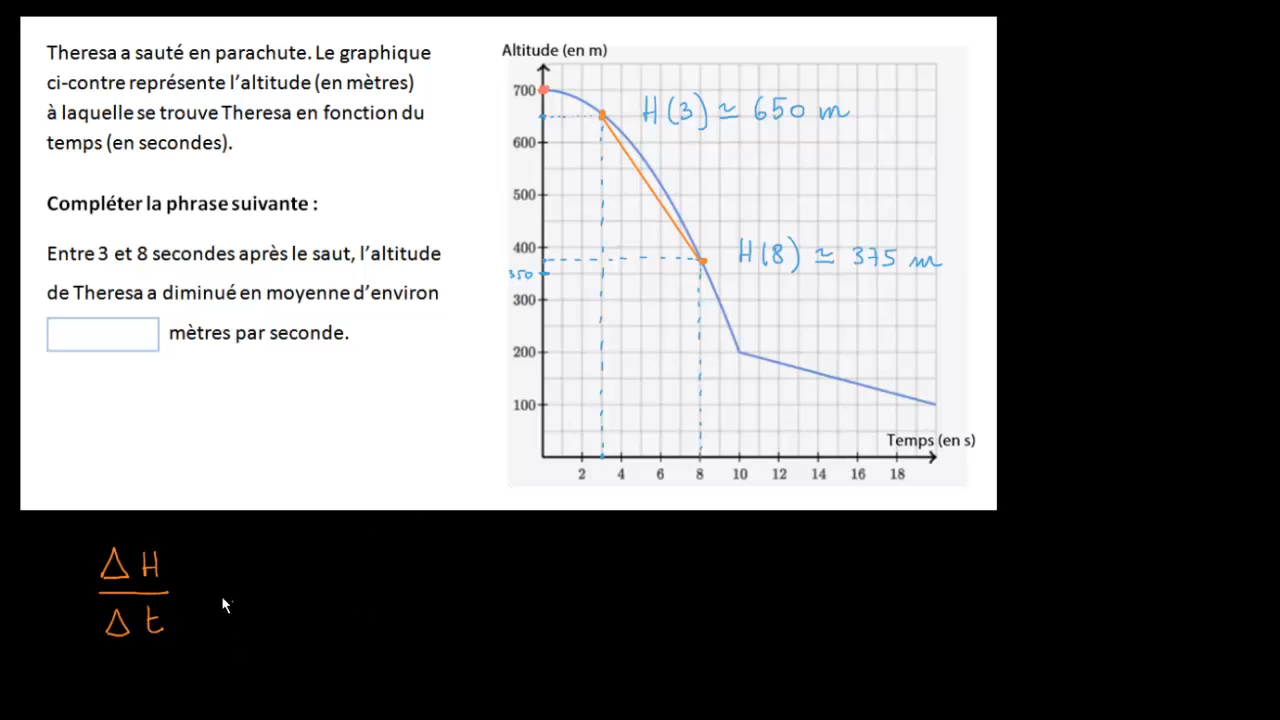 Theresa a sauté en parachute. Le graphique
ci-contre représente l’altitude (en mètres)
à laquelle se trouve Theresa en fonction du
temps (en secondes).
Compléter la phrase suivante :
Entre 3 et 8 secondes après le saut, l’altitude
de Theresa a diminué en moyenne d’environ
mètres par seconde.
Altitude (en m)
700
600
500
400
350
300
200
100
H(3) ≃ 650 m
H(8) ≃ 375 m
Temps (en s)
2 4 6 8 10 12 14 16 18
Δ H
Δ t